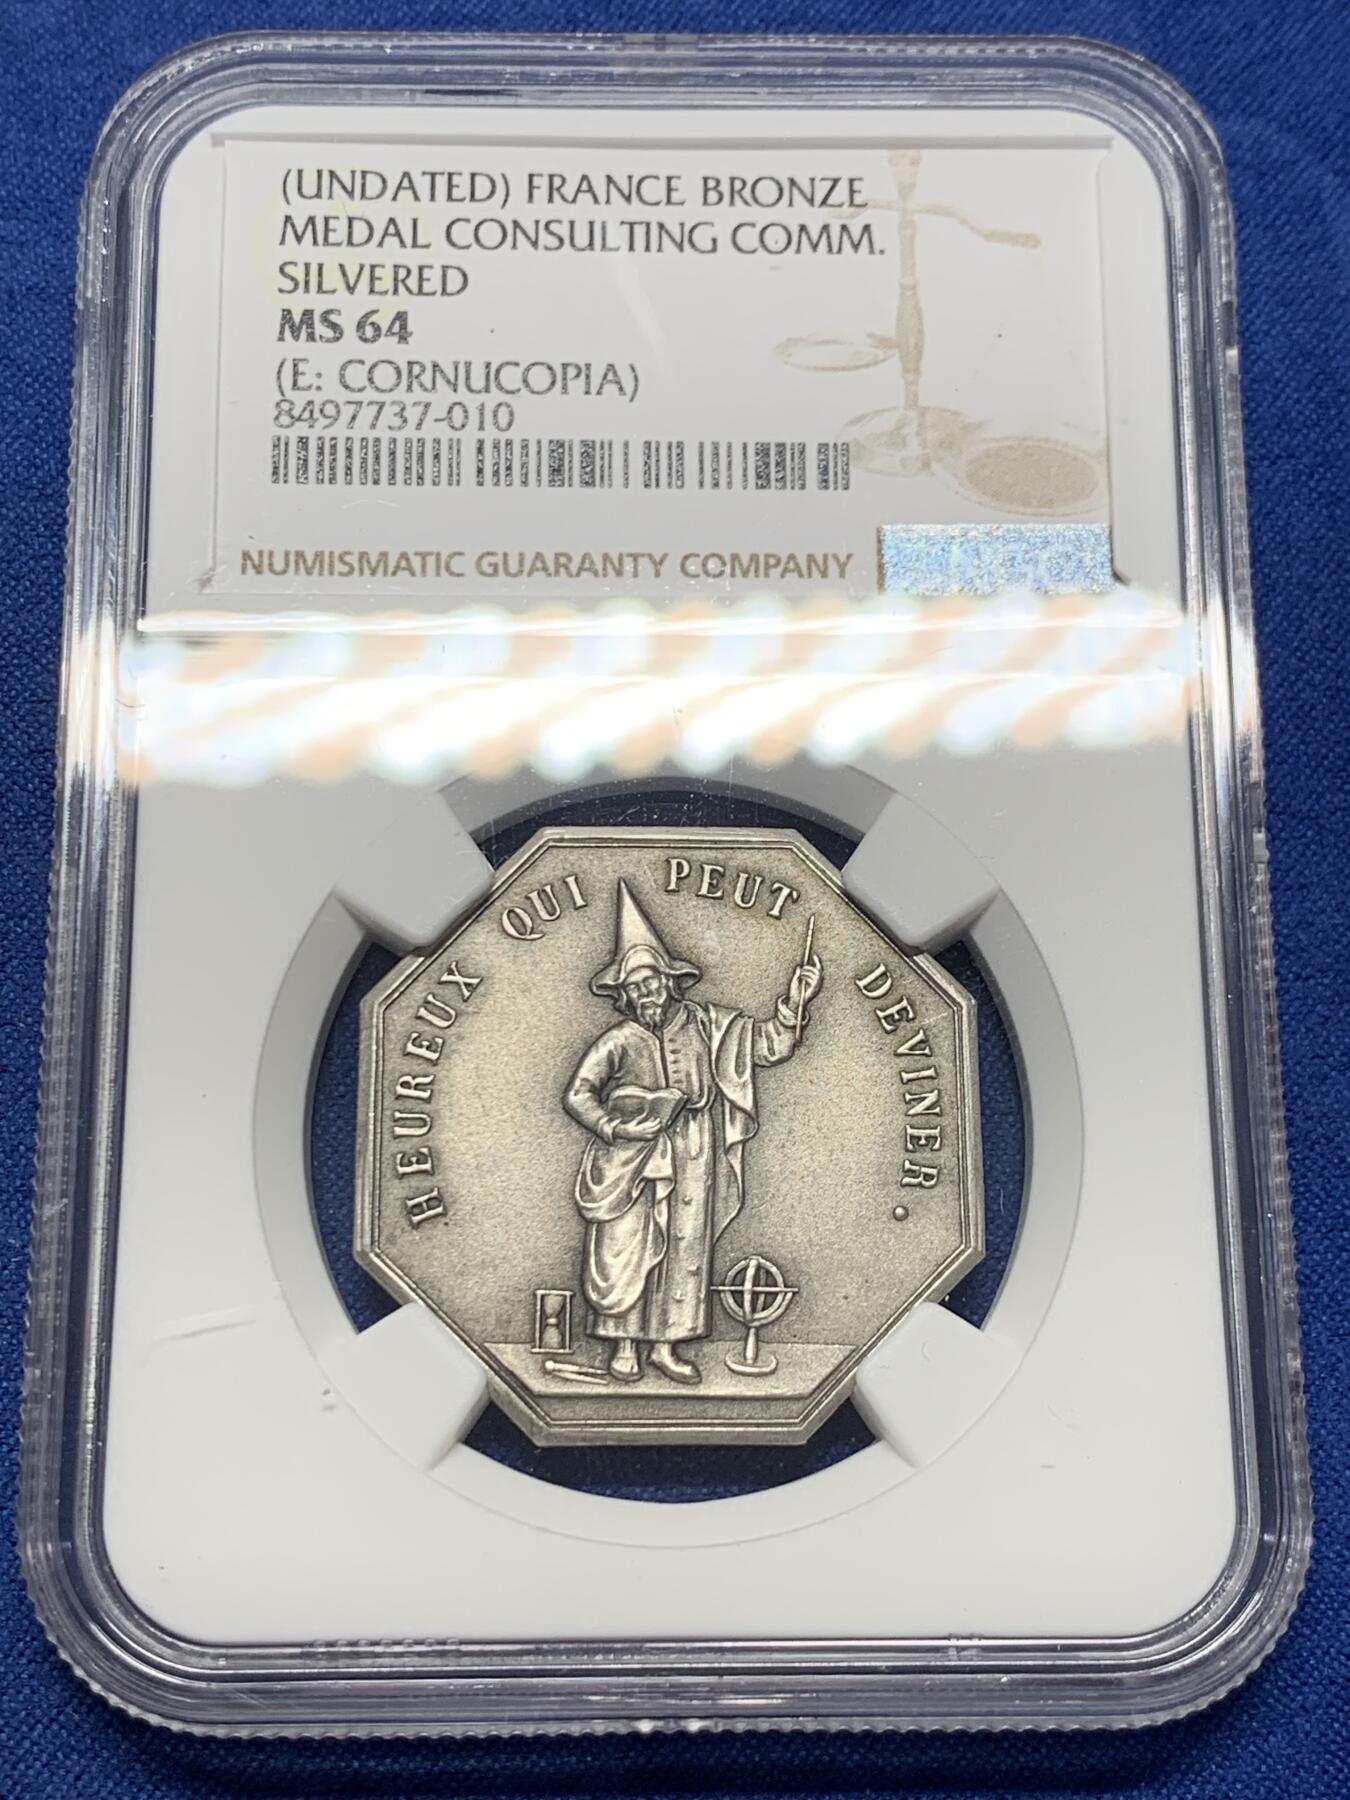 (UNDATED) FRANCE BRONZE
MEDAL CONSULTING COMM.
SILVERED
MS 64
(E: CORNUCOPIA)
8497737-010
NUMISMATIC GUARANTY COMPANY
HEUREUX QUI PEUT DEVINER.